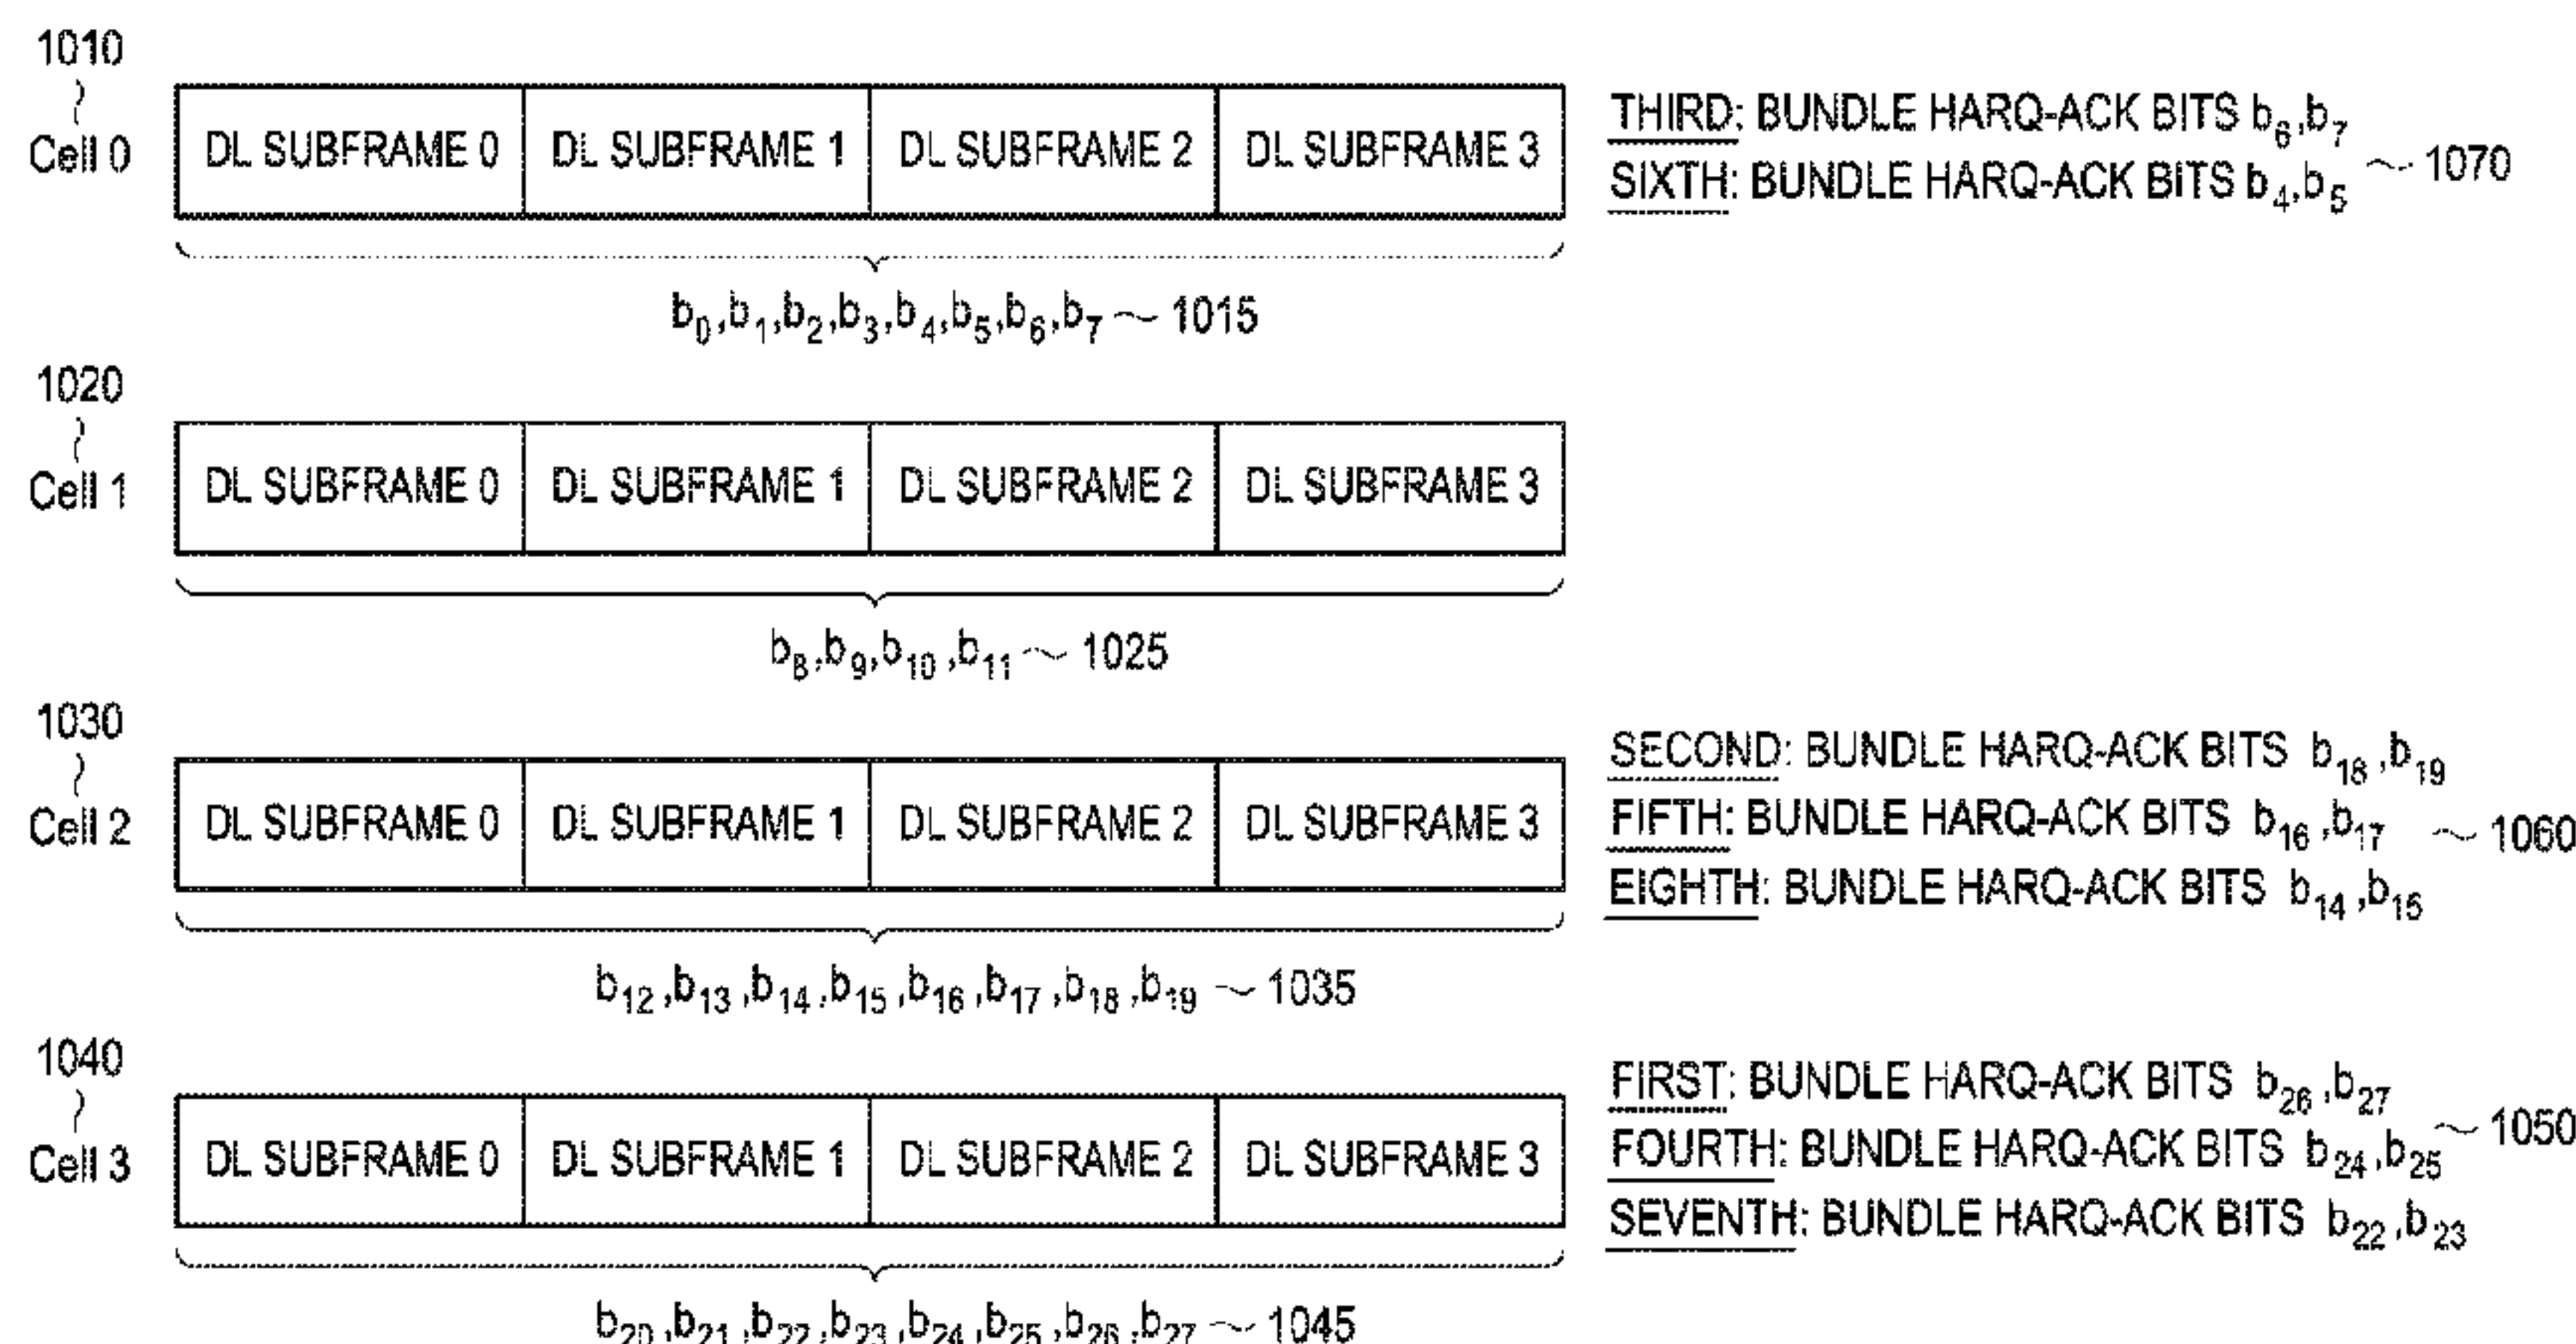 1010
Cell 0
DL SUBFRAME 0 DL SUBFRAME 1 DL SUBFRAME 2 DL SUBFRAME 3
THIRD: BUNDLE HARQ-ACK BITS b6,b7
SIXTH: BUNDLE HARQ-ACK BITS b4,b5 ~ 1070
b0,b1,b2,b3,b4,b5,b6,b7 ~ 1015
1020
Cell 1
DL SUBFRAME 0 DL SUBFRAME 1 DL SUBFRAME 2 DL SUBFRAME 3
b8,b9,b10,b11 ~ 1025
1030
Cell 2
DL SUBFRAME 0 DL SUBFRAME 1 DL SUBFRAME 2 DL SUBFRAME 3
SECOND: BUNDLE HARQ-ACK BITS b18,b19
FIFTH: BUNDLE HARQ-ACK BITS b16,b17 ~ 1060
EIGHTH: BUNDLE HARQ-ACK BITS b14,b15
b12,b13,b14,b15,b16,b17,b18,b19 ~ 1035
1040
Cell 3
DL SUBFRAME 0 DL SUBFRAME 1 DL SUBFRAME 2 DL SUBFRAME 3
FIRST: BUNDLE HARQ-ACK BITS b26,b27
FOURTH: BUNDLE HARQ-ACK BITS b24,b25 ~ 1050
SEVENTH: BUNDLE HARQ-ACK BITS b22,b23
b20,b21,b22,b23,b24,b25,b26,b27 ~ 1045